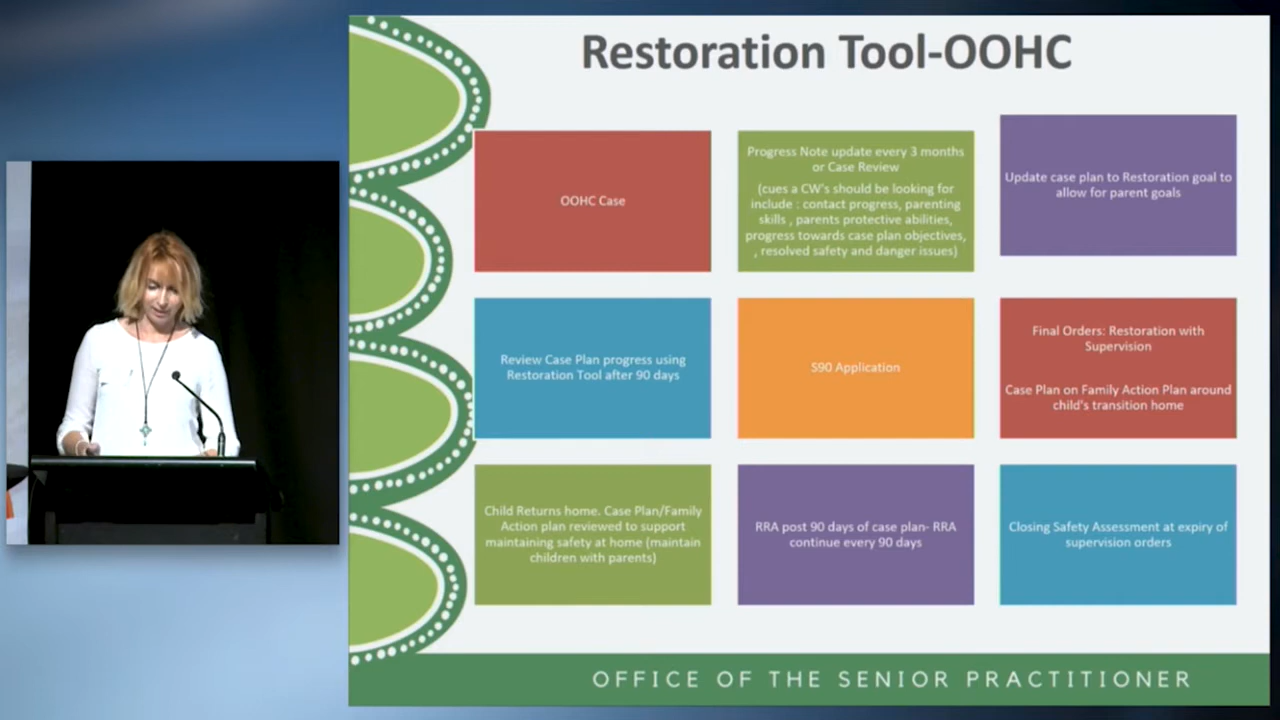 Restoration Tool-OOHC
OOHC Case
Progress Note update every 3 months
or Case Review
(cues a CW's should be looking for
include : contact progress, parenting
skills , parents protective abilities,
progress towards case plan objectives,
, resolved safety and danger issues)
Update case plan to Restoration goal to
allow for parent goals
Review Case Plan progress using
Restoration Tool after 90 days
S90 Application
Final Orders: Restoration with
Supervision
Case Plan on Family Action Plan around
child's transition home
Child Returns home. Case Plan/Family
Action plan reviewed to support
maintaining safety at home (maintain
children with parents)
RRA post 90 days of case plan- RRA
continue every 90 days
Closing Safety Assessment at expiry of
supervision orders
OFFICE OF THE SENIOR PRACTITIONER